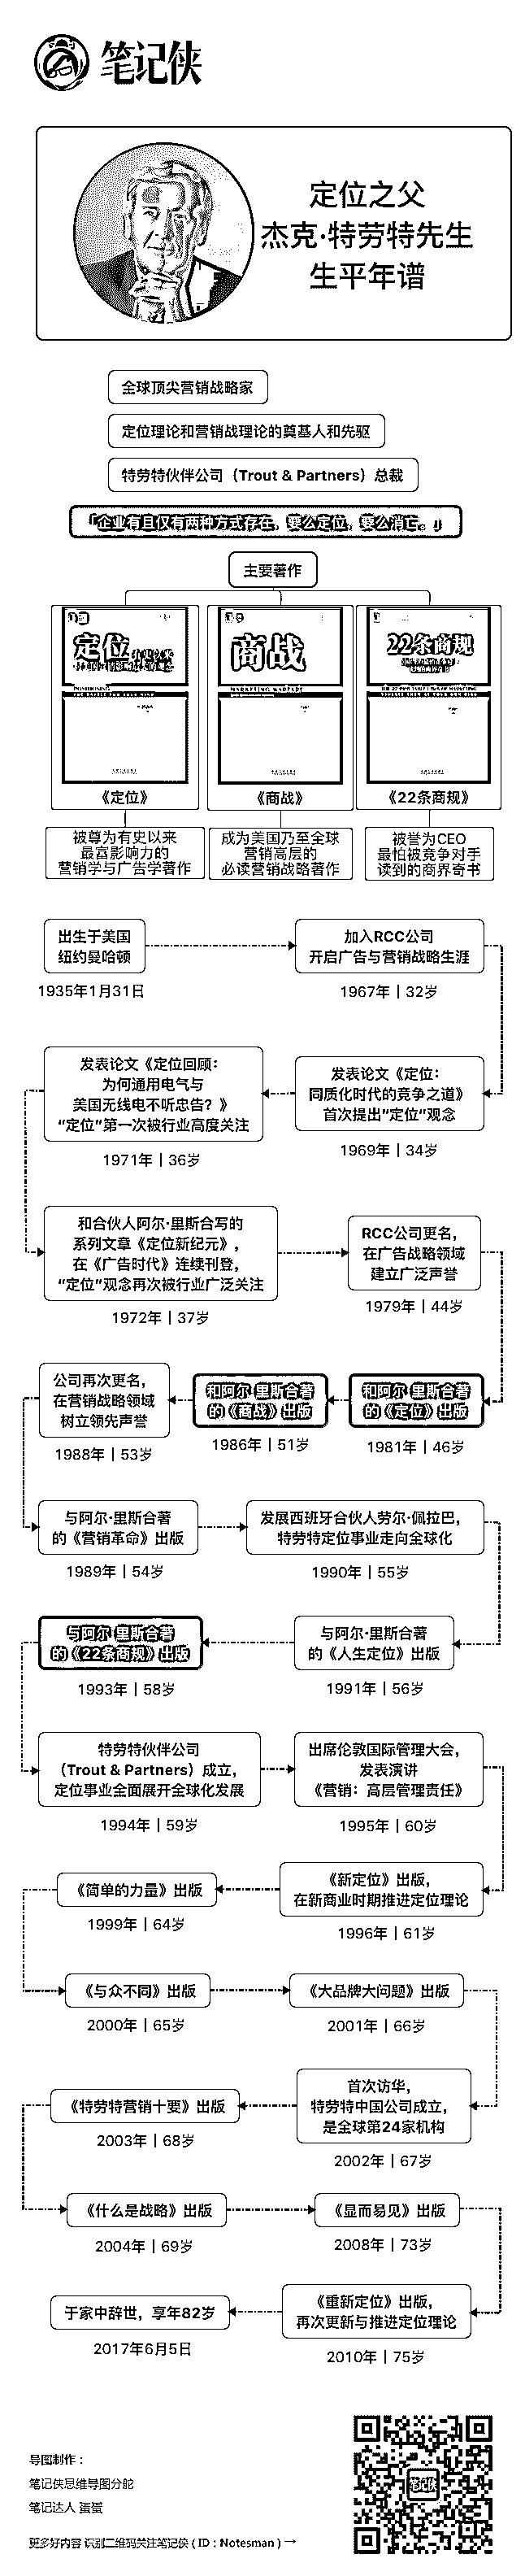 笔记侠
定位之父
杰克·特劳特先生
生平年谱
全球顶尖营销战略家
定位理论和营销战理论的奠基人和先驱
特劳特伙伴公司（Trout & Partners）总裁
「企业有且仅有两种方式存在，要么定位，要么消亡。」
主要著作
定位
商战
22条商规
《定位》
《商战》
《22条商规》
被尊为有史以来
最富影响力的
营销学与广告学著作
成为美国乃至全球
营销高层的
必读营销战略著作
被誉为CEO
最怕被竞争对手
读到的商界奇书
出生于美国
纽约曼哈顿
1935年1月31日
加入RCC公司
开启广告与营销战略生涯
1967年丨32岁
发表论文《定位：
同质化时代的竞争之道》
首次提出“定位”观念
1969年丨34岁
发表论文《定位回顾：
为何通用电气与
美国无线电不听忠告？》
“定位”第一次被行业高度关注
1971年丨36岁
和合伙人阿尔·里斯合写的
系列文章《定位新纪元》，
在《广告时代》连续刊登，
“定位”观念再次被行业广泛关注
1972年丨37岁
RCC公司更名，
在广告战略领域
建立广泛声誉
1979年丨44岁
和阿尔·里斯合著
的《定位》出版
1981年丨46岁
和阿尔·里斯合著
的《商战》出版
1986年丨51岁
公司再次更名，
在营销战略领域
树立领先声誉
1988年丨53岁
与阿尔·里斯合著
的《营销革命》出版
1989年丨54岁
发展西班牙合伙人劳尔·佩拉巴，
特劳特定位事业走向全球化
1990年丨55岁
与阿尔·里斯合著
的《人生定位》出版
1991年丨56岁
与阿尔·里斯合著
的《22条商规》出版
1993年丨58岁
特劳特伙伴公司
（Trout & Partners）成立，
定位事业全面展开全球化发展
1994年丨59岁
出席伦敦国际管理大会，
发表演讲
《营销：高层管理责任》
1995年丨60岁
《新定位》出版，
在新商业时期推进定位理论
1996年丨61岁
《简单的力量》出版
1999年丨64岁
《与众不同》出版
2000年丨65岁
《大品牌大问题》出版
2001年丨66岁
首次访华，
特劳特中国公司成立，
是全球第24家机构
2002年丨67岁
《特劳特营销十要》出版
2003年丨68岁
《什么是战略》出版
2004年丨69岁
《显而易见》出版
2008年丨73岁
《重新定位》出版，
再次更新与推进定位理论
2010年丨75岁
于家中辞世，享年82岁
2017年6月5日
导图制作：
笔记侠思维导图分舵
笔记达人 蛋蛋
更多好内容 识别二维码关注笔记侠（ID：Notesman）→
笔记侠